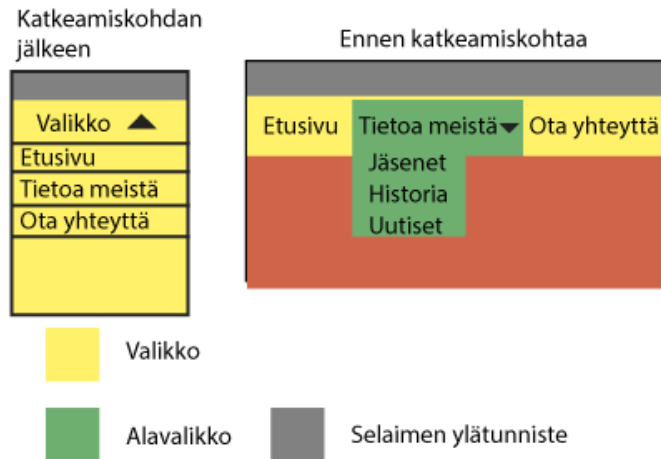 Katkeamiskohdan
jälkeen
Ennen katkeamiskohtaa
Valikko
Etusivu
Tietoa meistä
Ota yhteyttä
Etusivu Tietoa meistä Ota yhteyttä
Jäsenet
Historia
Uutiset
Valikko
Alavalikko
Selaimen ylätunniste